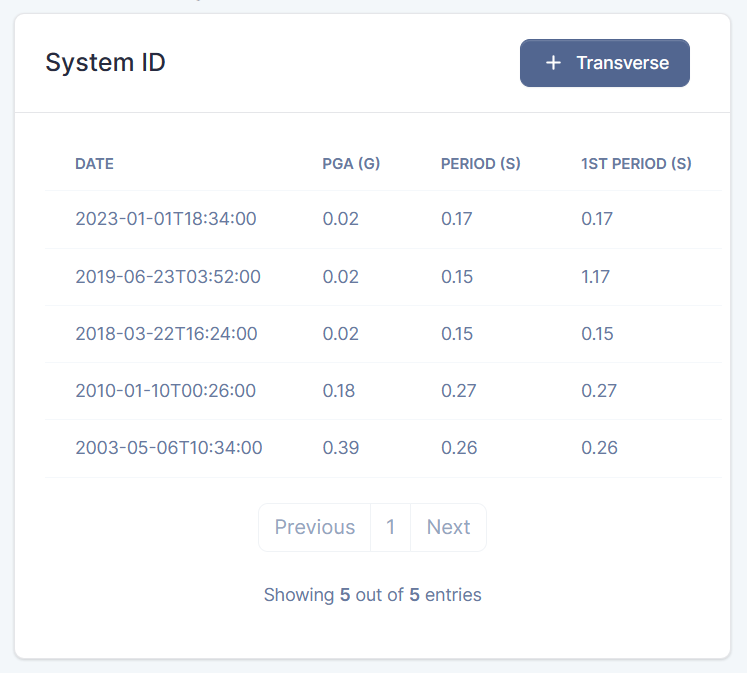 System ID
+ Transverse
DATE PGA (G) PERIOD (S) 1ST PERIOD (S)
2023-01-01T18:34:00 0.02 0.17 0.17
2019-06-23T03:52:00 0.02 0.15 1.17
2018-03-22T16:24:00 0.02 0.15 0.15
2010-01-10T00:26:00 0.18 0.27 0.27
2003-05-06T10:34:00 0.39 0.26 0.26
Previous 1 Next
Showing 5 out of 5 entries